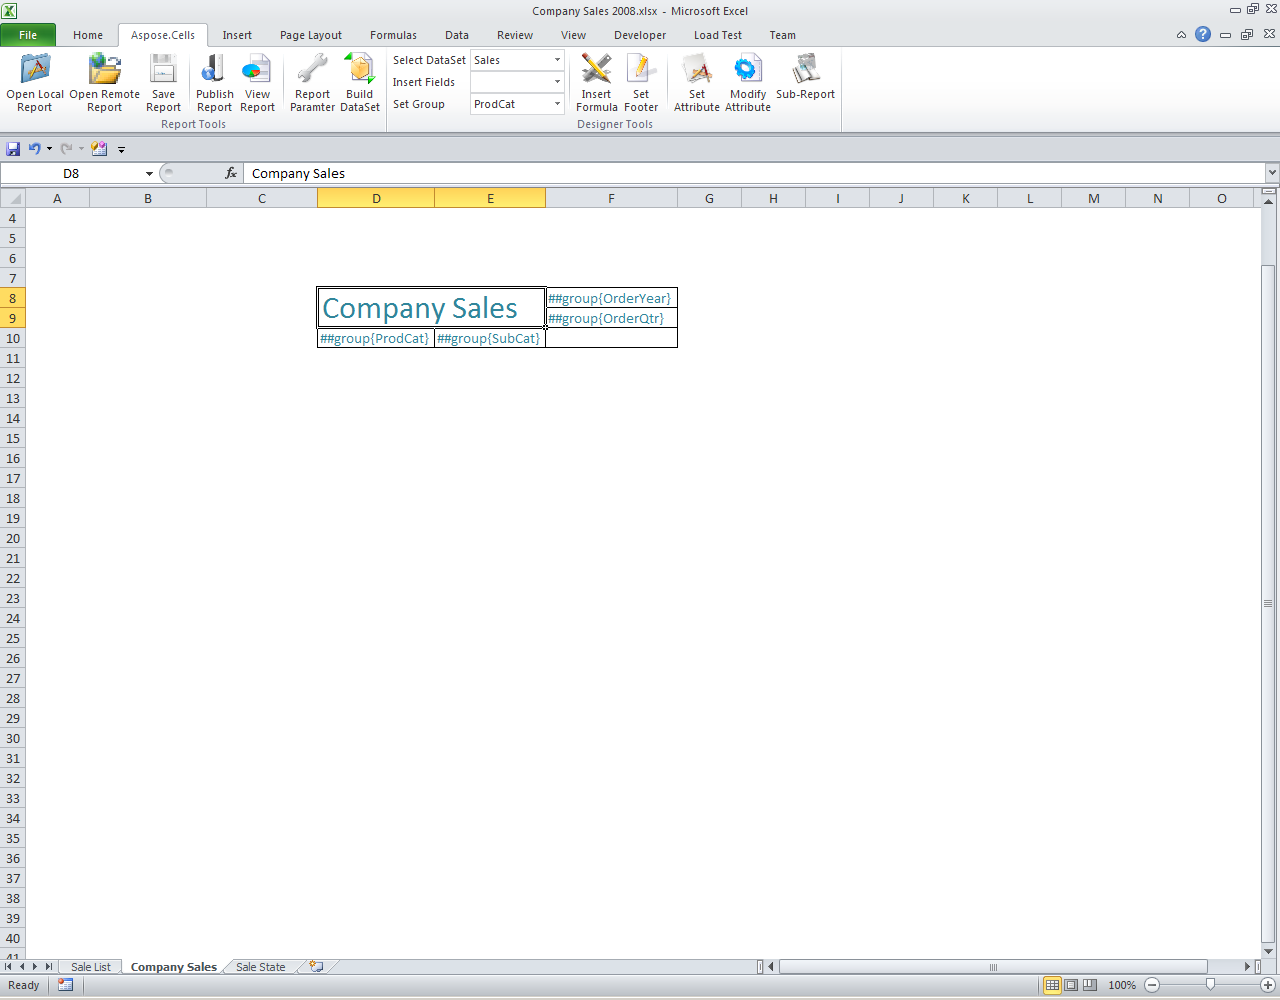 Company Sales 2008.xlsx - Microsoft Excel
File Home Aspose.Cells Insert Page Layout Formulas Data Review View Developer Load Test Team
Open Local Report
Open Remote Report
Save Report
Publish Report
View Report
Report Paramter
Build DataSet
Report Tools
Select DataSet Sales
Insert Fields
Set Group ProdCat
Insert Formula
Set Footer
Set Attribute
Modify Attribute
Sub-Report
Designer Tools
D8 fx Company Sales
A B C D E F G H I J K L M N O
4
5
6
7
8 Company Sales ##group{OrderYear}
9 ##group{OrderQtr}
10 ##group{ProdCat} ##group{SubCat}
11
12
13
14
15
16
17
18
19
20
21
22
23
24
25
26
27
28
29
30
31
32
33
34
35
36
37
38
39
40
41
Sale List Company Sales Sale State
Ready 100%